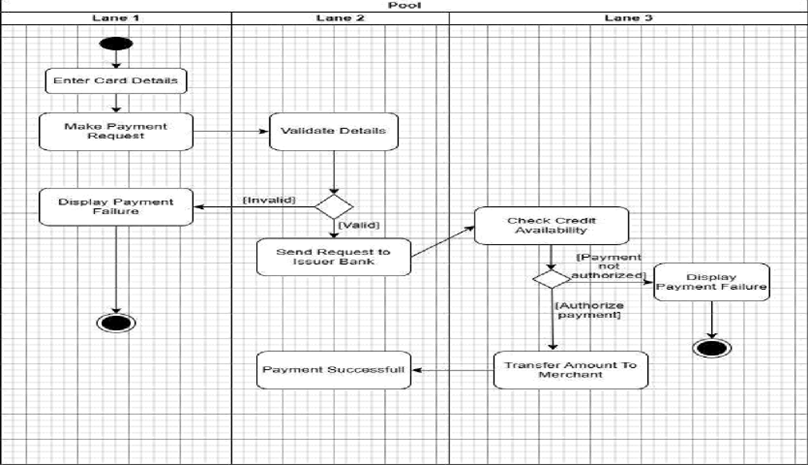 Pool
Lane 1
Lane 2
Lane 3
Enter Card Details
Make Payment
Request
Validate Details
Display Payment
Failure
[Invalid]
[Valid]
Send Request to
Issuer Bank
Check Credit
Availability
[Payment
not
authorized]
Display
Payment Failure
[Authorize
payment]
Payment Successfull
Transfer Amount To
Merchant